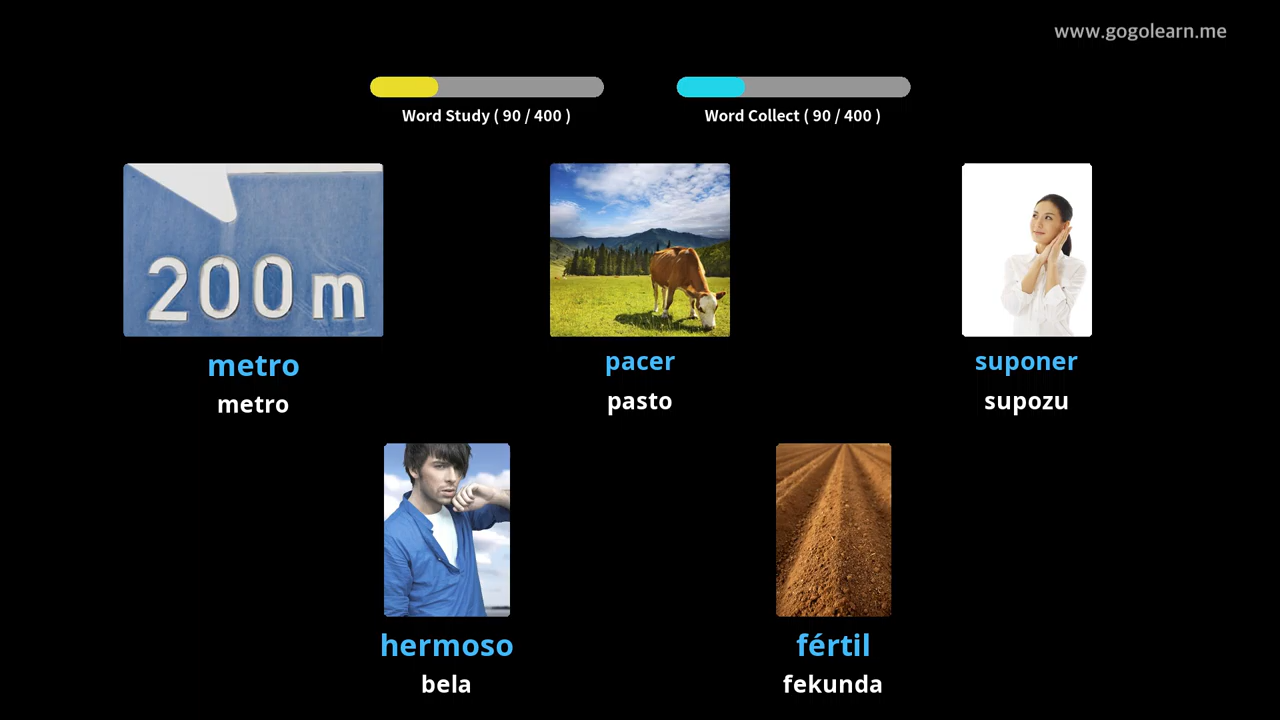 www.gogolearn.me
Word Study ( 90 / 400 )
Word Collect ( 90 / 400 )
200 m
metro
metro
pacer
pasto
suponer
supozu
hermoso
bela
fértil
fekunda